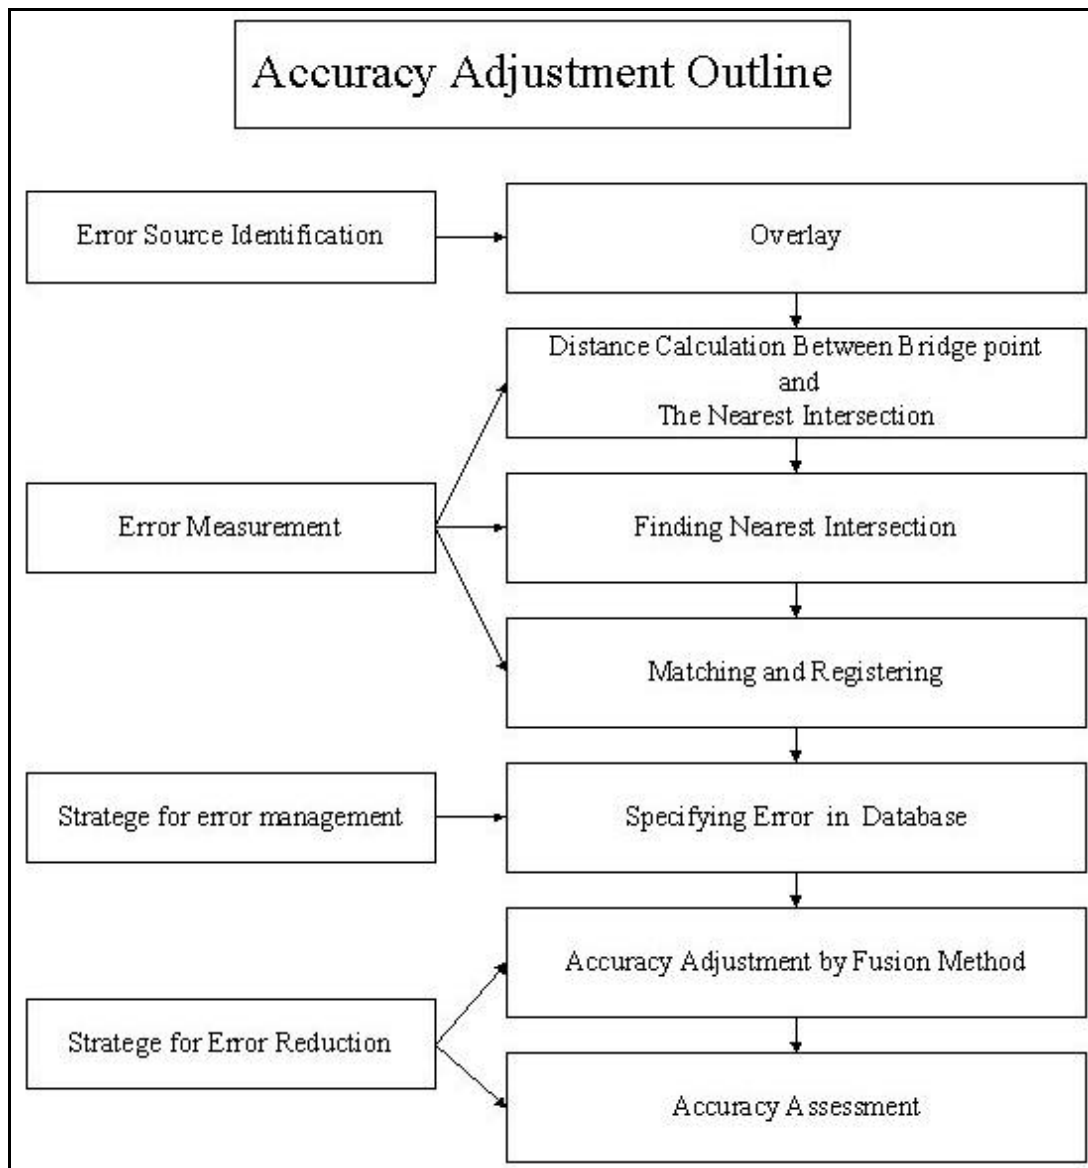 Accuracy Adjustment Outline
Error Source Identification
Overlay
Distance Calculation Between Bridge point
and
The Nearest Intersection
Error Measurement
Finding Nearest Intersection
Matching and Registering
Stratege for error management
Specifying Error in Database
Accuracy Adjustment by Fusion Method
Stratege for Error Reduction
Accuracy Assessment